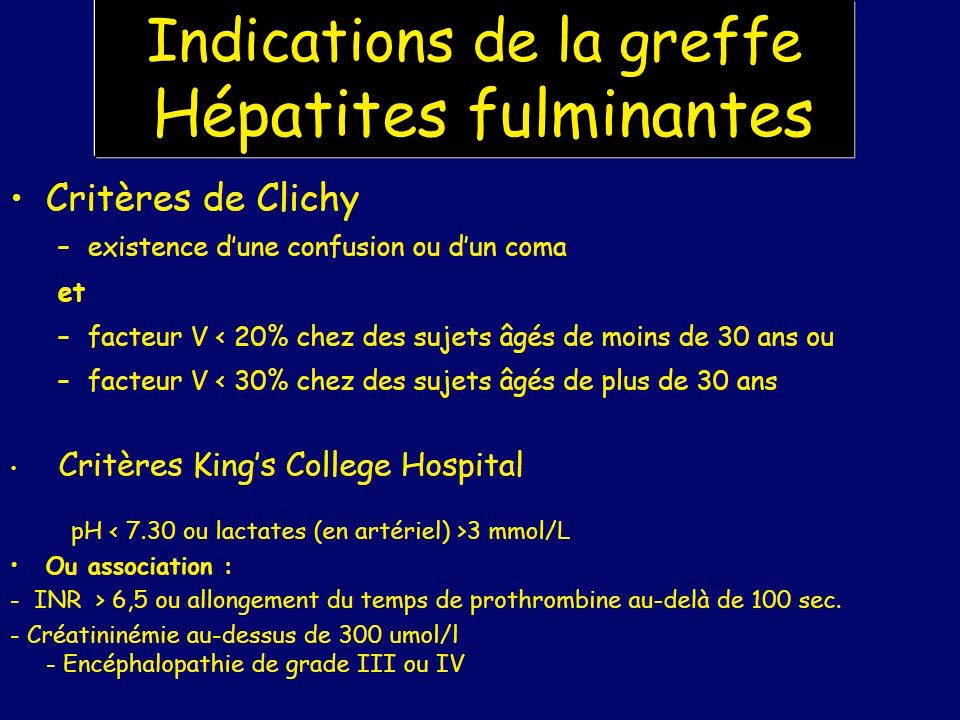 Indications de la greffe
Hépatites fulminantes
• Critères de Clichy
– existence d’une confusion ou d’un coma
et
– facteur V < 20% chez des sujets âgés de moins de 30 ans ou
– facteur V < 30% chez des sujets âgés de plus de 30 ans
• Critères King’s College Hospital
pH < 7.30 ou lactates (en artériel) >3 mmol/L
• Ou association :
- INR > 6,5 ou allongement du temps de prothrombine au-delà de 100 sec.
- Créatininémie au-dessus de 300 umol/l
- Encéphalopathie de grade III ou IV